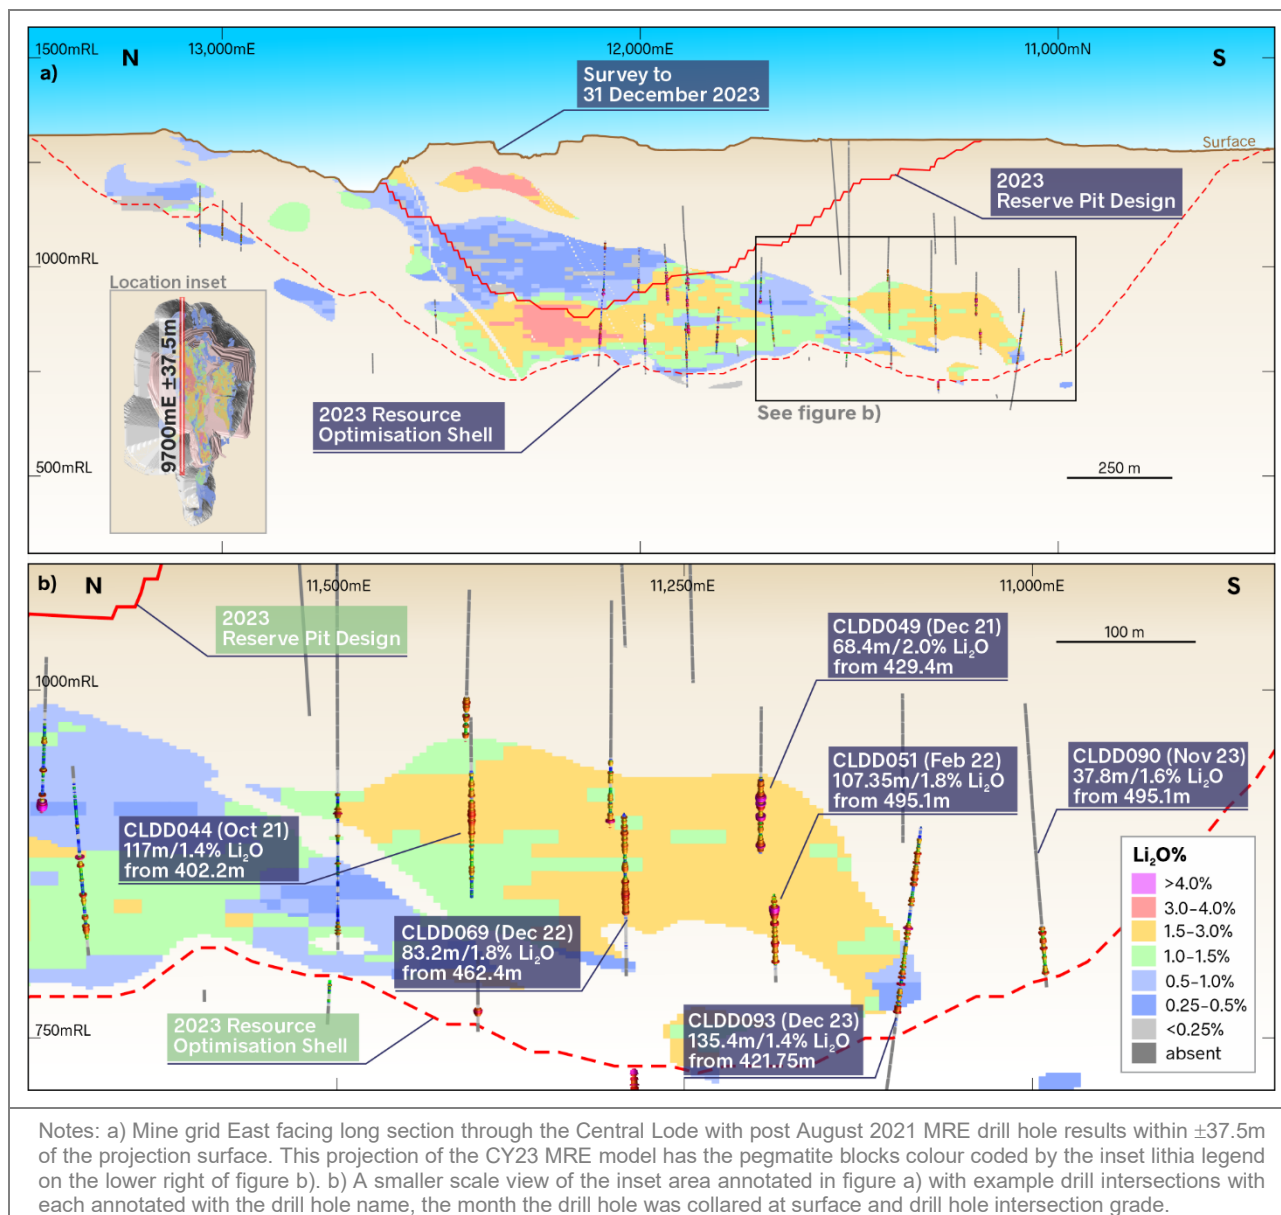 1500mRL
N
13,000mE
12,000mE
11,000mN
S
a)
Survey to
31 December 2023
Surface
2023
Reserve Pit Design
1000mRL
Location inset
9700mE ±37.5m
2023 Resource
Optimisation Shell
See figure b)
500mRL
250 m
b)
N
11,500mE
11,250mE
11,000mE
S
2023
Reserve Pit Design
CLDD049 (Dec 21)
68.4m/2.0% Li₂O
from 429.4m
100 m
1000mRL
CLDD051 (Feb 22)
107.35m/1.8% Li₂O
from 495.1m
CLDD090 (Nov 23)
37.8m/1.6% Li₂O
from 495.1m
CLDD044 (Oct 21)
117m/1.4% Li₂O
from 402.2m
Li₂O%
>4.0%
3.0–4.0%
1.5–3.0%
1.0–1.5%
0.5–1.0%
0.25–0.5%
<0.25%
absent
CLDD069 (Dec 22)
83.2m/1.8% Li₂O
from 462.4m
750mRL
2023 Resource
Optimisation Shell
CLDD093 (Dec 23)
135.4m/1.4% Li₂O
from 421.75m
Notes: a) Mine grid East facing long section through the Central Lode with post August 2021 MRE drill hole results within ±37.5m
of the projection surface. This projection of the CY23 MRE model has the pegmatite blocks colour coded by the inset lithia legend
on the lower right of figure b). b) A smaller scale view of the inset area annotated in figure a) with example drill intersections with
each annotated with the drill hole name, the month the drill hole was collared at surface and drill hole intersection grade.